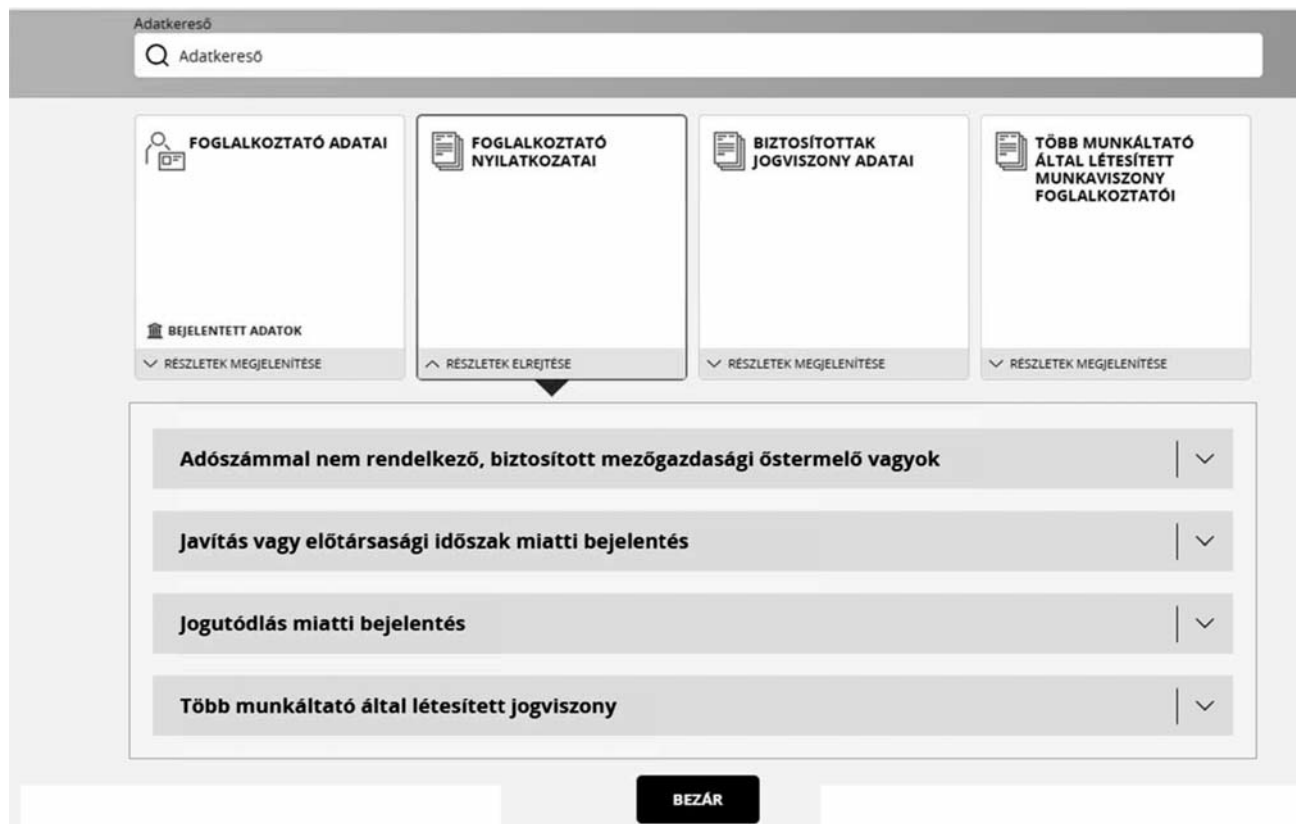 Adatkereső
Adatkereső
FOGLALKOZTATÓ ADATAI
BEJELENTETT ADATOK
RÉSZLETEK MEGJELENÍTÉSE
FOGLALKOZTATÓ
NYILATKOZATAI
RÉSZLETEK ELREJTÉSE
BIZTOSÍTOTTAK
JOGVISZONY ADATAI
RÉSZLETEK MEGJELENÍTÉSE
TÖBB MUNKÁLTATÓ
ÁLTAL LÉTESÍTETT
MUNKAVISZONY
FOGLALKOZTATÓI
RÉSZLETEK MEGJELENÍTÉSE
Adószámmal nem rendelkező, biztosított mezőgazdasági őstermelő vagyok
Javítás vagy előtársasági időszak miatti bejelentés
Jogutódlás miatti bejelentés
Több munkáltató által létesített jogviszony
BEZÁR